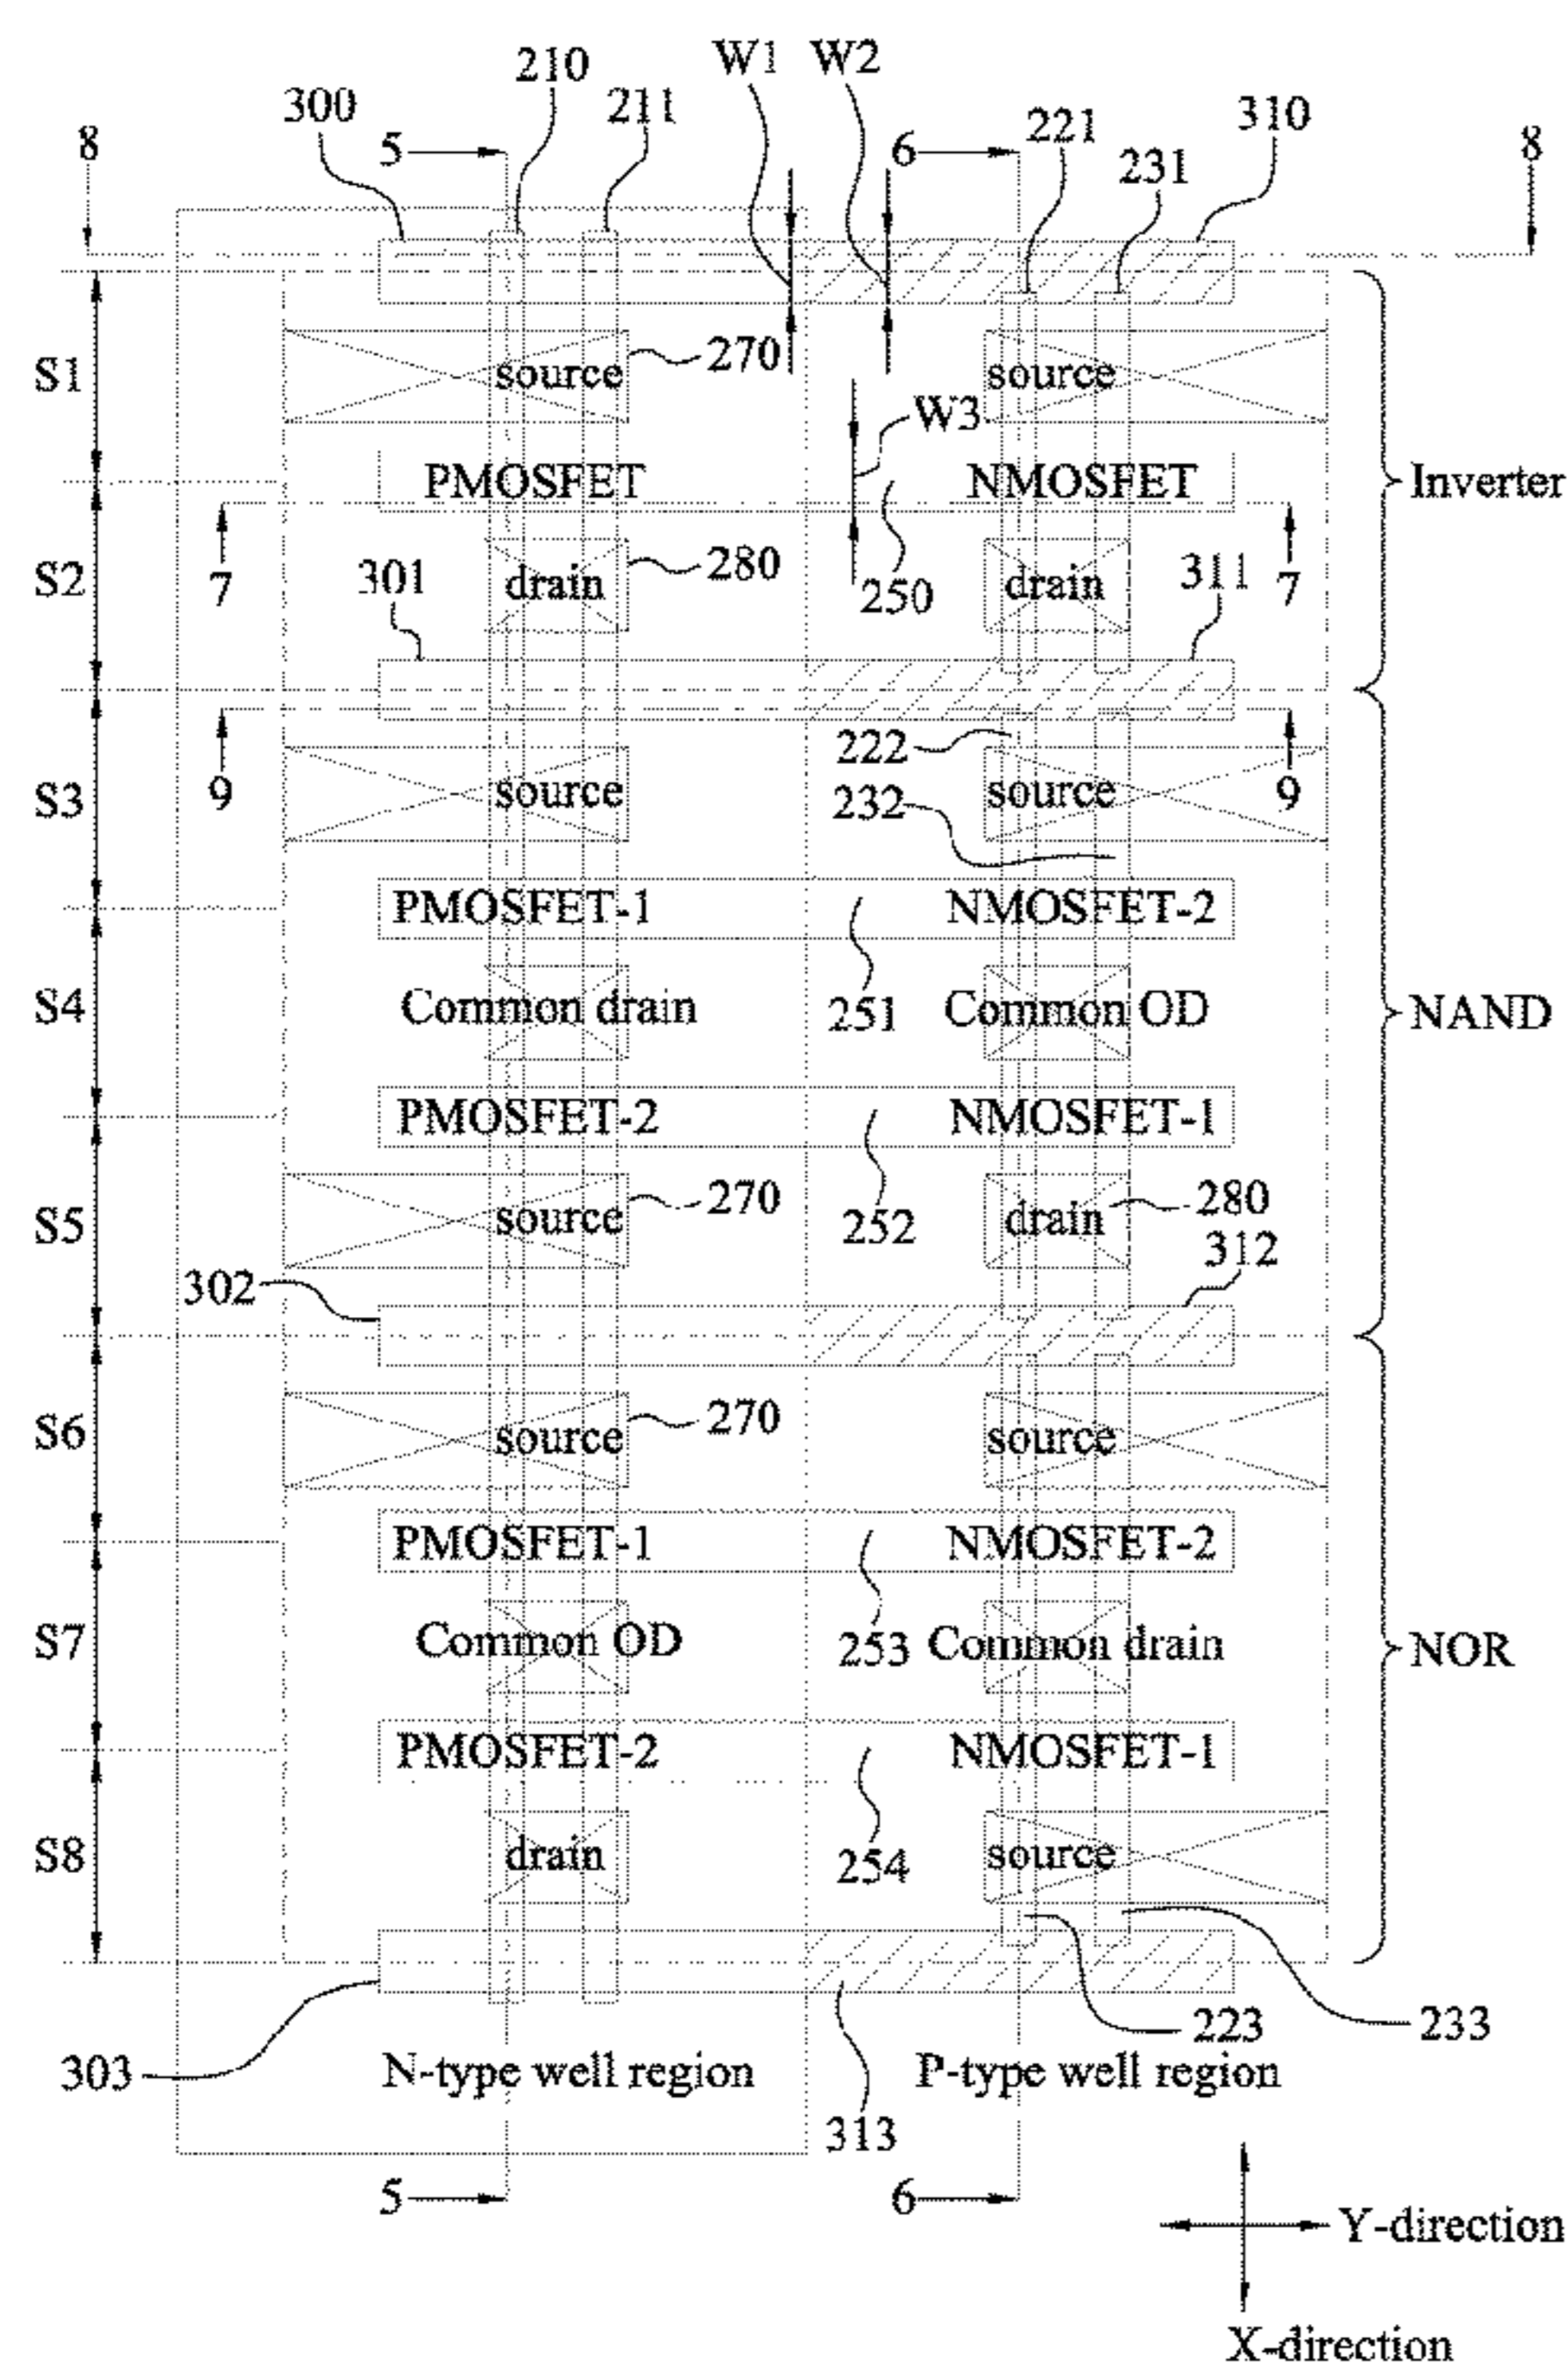 W1 W2
210
300 211 310
221
8 5 6 231 8
S1 source 270 source
W3
PMOSFET NMOSFET Inverter
S2 7 301 drain 280 250 drain 311 7
222
S3 9 source 232 source 9
PMOSFET-1 NMOSFET-2
S4 Common drain 251 Common OD NAND
PMOSFET-2 NMOSFET-1
S5 source 270 252 drain 280
302 312
S6 source 270 source
PMOSFET-1 NMOSFET-2
S7 Common OD 253 Common drain NOR
PMOSFET-2 NMOSFET-1
S8 drain 254 source
223 233
303 N-type well region P-type well region
313
5 6
Y-direction
X-direction